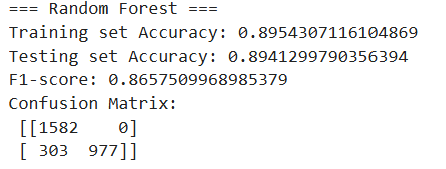 === Random Forest ===
Training set Accuracy: 0.8954307116104869
Testing set Accuracy: 0.8941299790356394
F1-score: 0.8657509968985379
Confusion Matrix:
[[1582    0]
[ 303  977]]